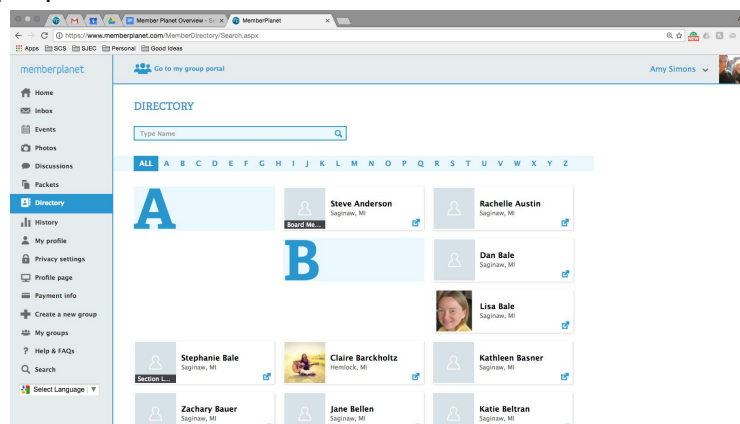 Member Planet Overview - S
MemberPlanet
https://www.memberplanet.com/MemberDirectory/Search.aspx
Apps SCS SJEC Personal Good Ideas
memberplanet
Go to my group portal
Amy Simons
Home
Inbox
Events
Photos
Discussions
Packets
Directory
History
My profile
Privacy settings
Profile page
Payment info
Create a new group
My groups
? Help & FAQs
Search
Select Language ▼
DIRECTORY
Type Name
ALL A B C D E F G H I J K L M N O P Q R S T U V W X Y Z
A
Steve Anderson
Saginaw, MI
Board Me...
Rachelle Austin
Saginaw, MI
B
Dan Bale
Saginaw, MI
Lisa Bale
Saginaw, MI
Stephanie Bale
Saginaw, MI
Section L...
Claire Barckholtz
Hemlock, MI
Kathleen Basner
Saginaw, MI
Zachary Bauer
Saginaw, MI
Jane Bellen
Saginaw, MI
Katie Beltran
Saginaw, MI